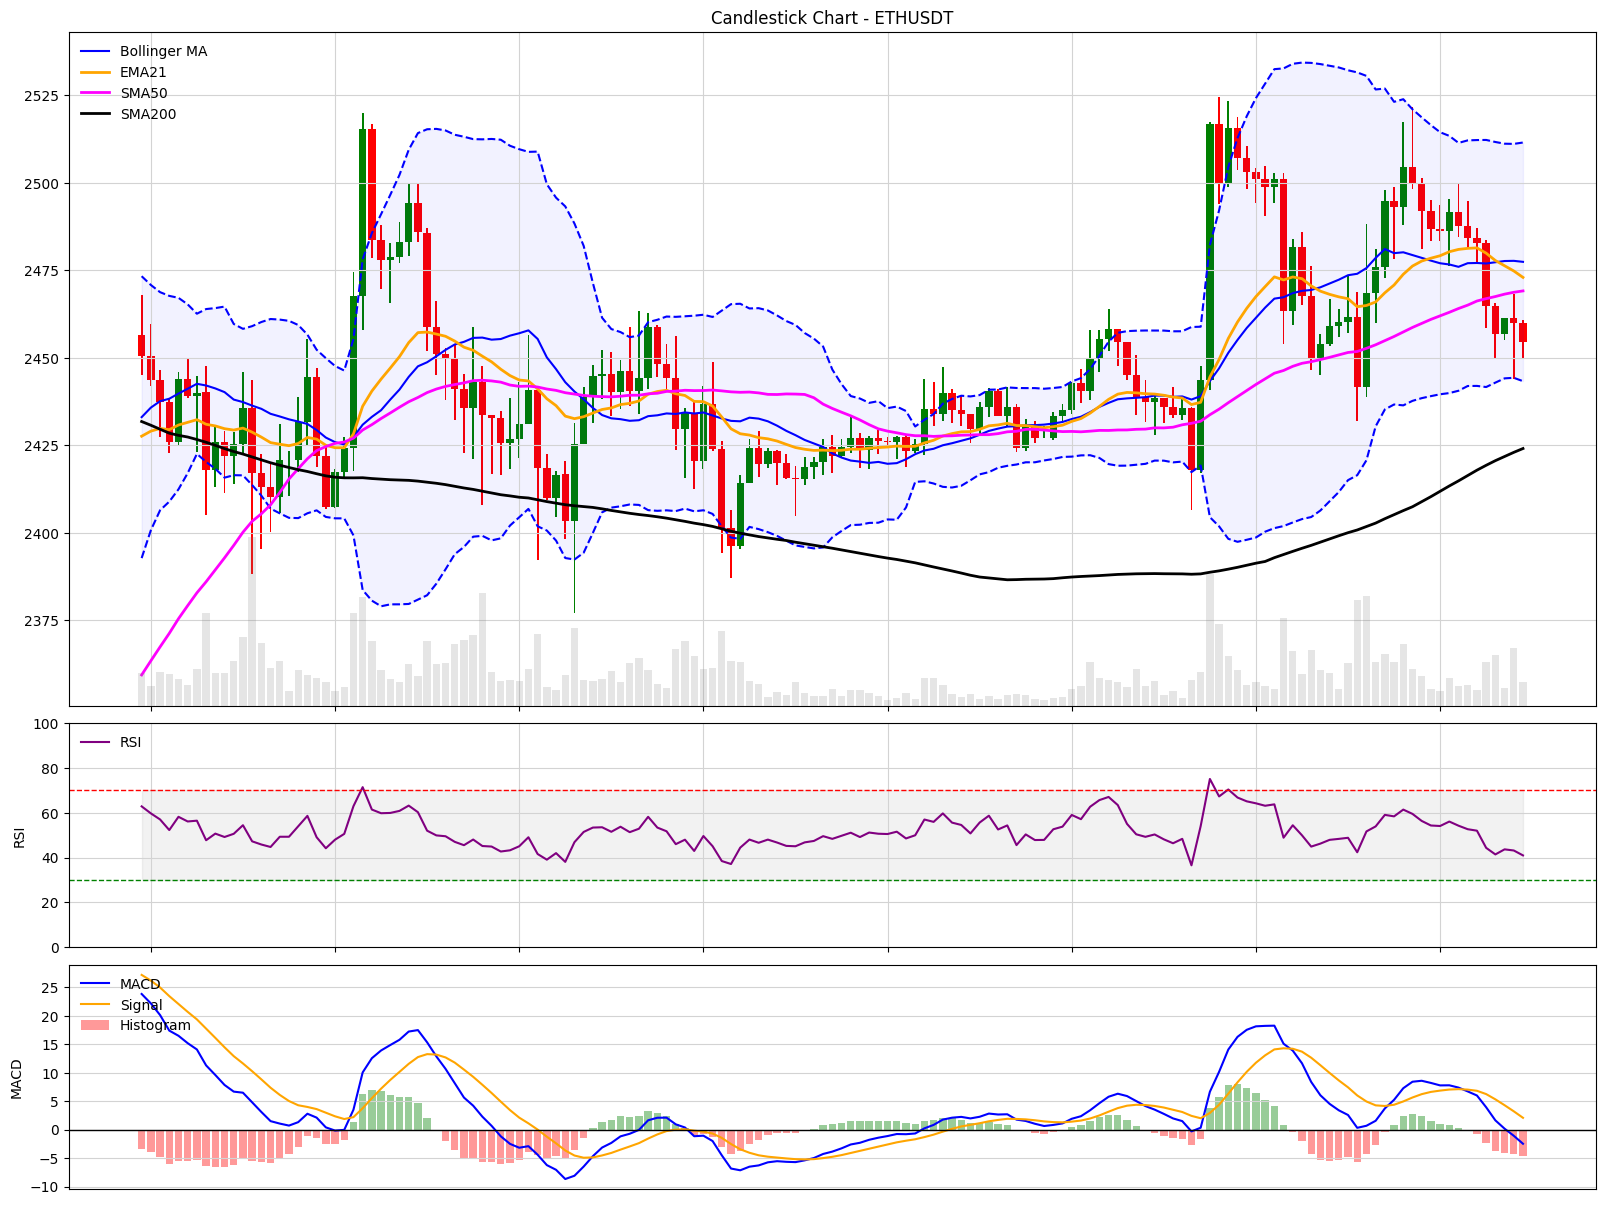 Candlestick Chart - ETHUSDT
Bollinger MA
EMA21
SMA50
SMA200
2525
2500
2475
2450
2425
2400
2375
RSI
RSI
100
80
60
40
20
0
MACD
Signal
Histogram
MACD
25
20
15
10
5
0
−5
−10